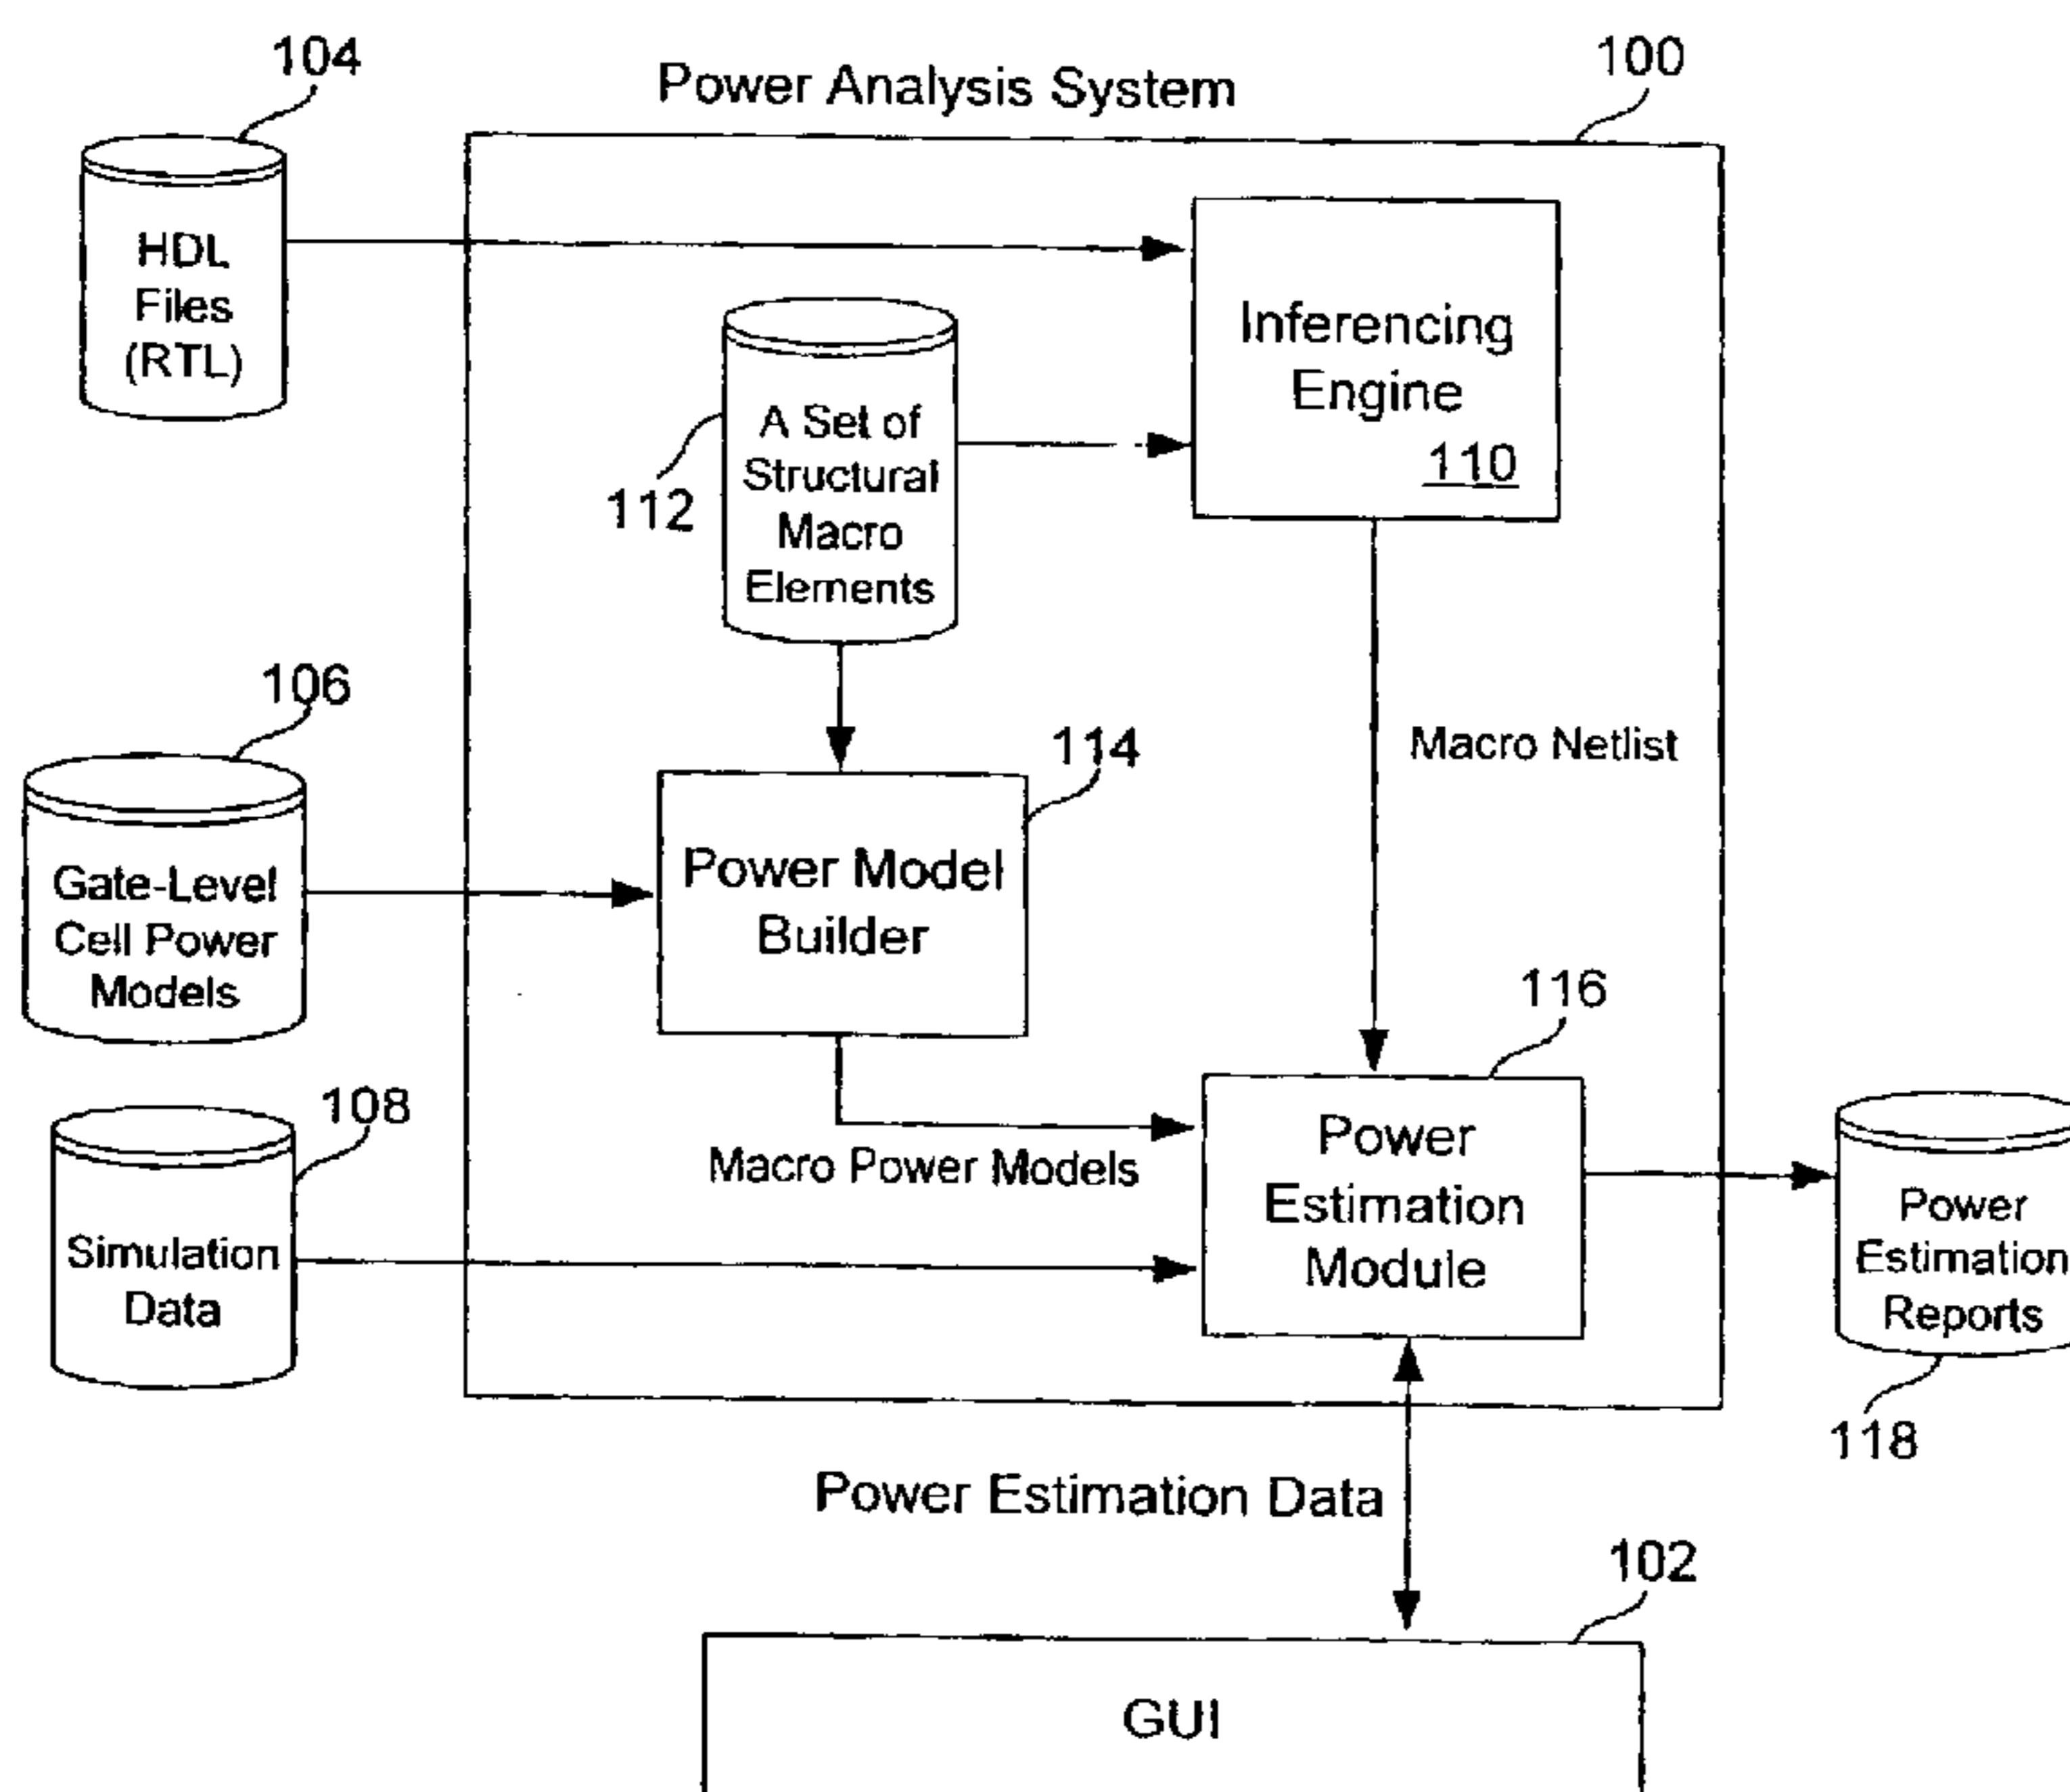 104
Power Analysis System
100
HDL
Files
(RTL)
Inferencing
Engine
110
A Set of
Structural
Macro
Elements
112
106
114
Macro Netlist
Gate-Level
Cell Power
Models
Power Model
Builder
116
108
Macro Power Models
Simulation
Data
Power
Estimation
Module
Power
Estimation
Reports
118
Power Estimation Data
102
GUI